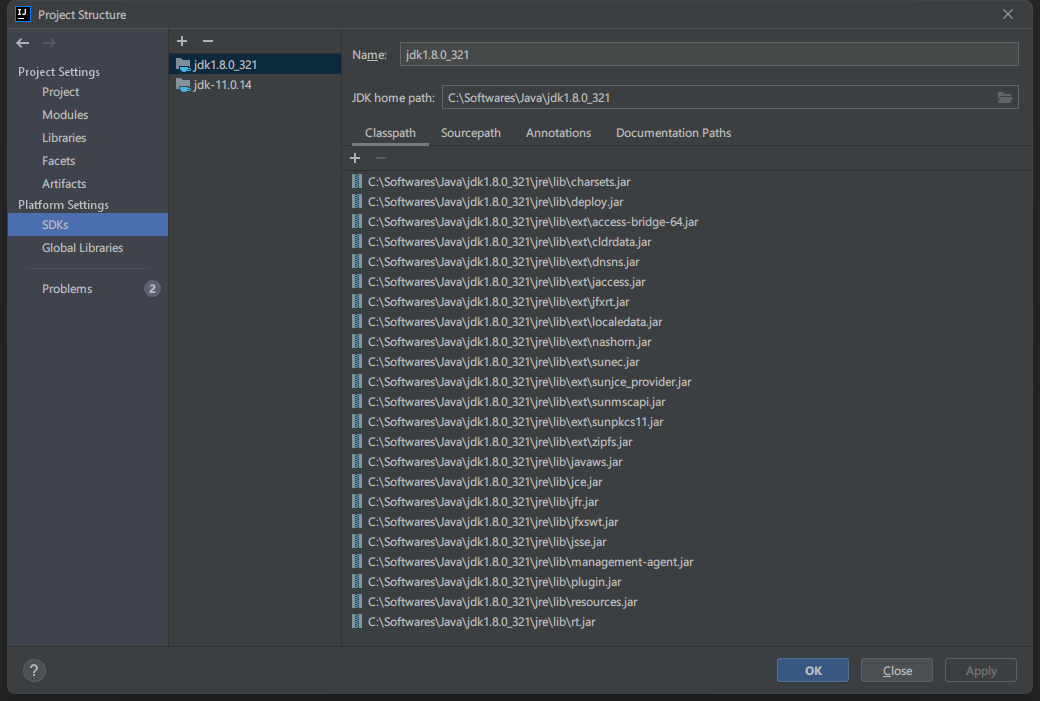 Project Structure
Project Settings
Project
Modules
Libraries
Facets
Artifacts
Platform Settings
SDKs
Global Libraries
Problems 2
jdk1.8.0_321
jdk-11.0.14
Name: jdk1.8.0_321
JDK home path: C:\Softwares\Java\jdk1.8.0_321
Classpath Sourcepath Annotations Documentation Paths
C:\Softwares\Java\jdk1.8.0_321\jre\lib\charsets.jar
C:\Softwares\Java\jdk1.8.0_321\jre\lib\deploy.jar
C:\Softwares\Java\jdk1.8.0_321\jre\lib\ext\access-bridge-64.jar
C:\Softwares\Java\jdk1.8.0_321\jre\lib\ext\cldrdata.jar
C:\Softwares\Java\jdk1.8.0_321\jre\lib\ext\dnsns.jar
C:\Softwares\Java\jdk1.8.0_321\jre\lib\ext\jaccess.jar
C:\Softwares\Java\jdk1.8.0_321\jre\lib\ext\jfxrt.jar
C:\Softwares\Java\jdk1.8.0_321\jre\lib\ext\localedata.jar
C:\Softwares\Java\jdk1.8.0_321\jre\lib\ext\nashorn.jar
C:\Softwares\Java\jdk1.8.0_321\jre\lib\ext\sunec.jar
C:\Softwares\Java\jdk1.8.0_321\jre\lib\ext\sunjce_provider.jar
C:\Softwares\Java\jdk1.8.0_321\jre\lib\ext\sunmscapi.jar
C:\Softwares\Java\jdk1.8.0_321\jre\lib\ext\sunpkcs11.jar
C:\Softwares\Java\jdk1.8.0_321\jre\lib\ext\zipfs.jar
C:\Softwares\Java\jdk1.8.0_321\jre\lib\javaws.jar
C:\Softwares\Java\jdk1.8.0_321\jre\lib\jce.jar
C:\Softwares\Java\jdk1.8.0_321\jre\lib\jfr.jar
C:\Softwares\Java\jdk1.8.0_321\jre\lib\jfxswt.jar
C:\Softwares\Java\jdk1.8.0_321\jre\lib\jsse.jar
C:\Softwares\Java\jdk1.8.0_321\jre\lib\management-agent.jar
C:\Softwares\Java\jdk1.8.0_321\jre\lib\plugin.jar
C:\Softwares\Java\jdk1.8.0_321\jre\lib\resources.jar
C:\Softwares\Java\jdk1.8.0_321\jre\lib\rt.jar
? OK Close Apply